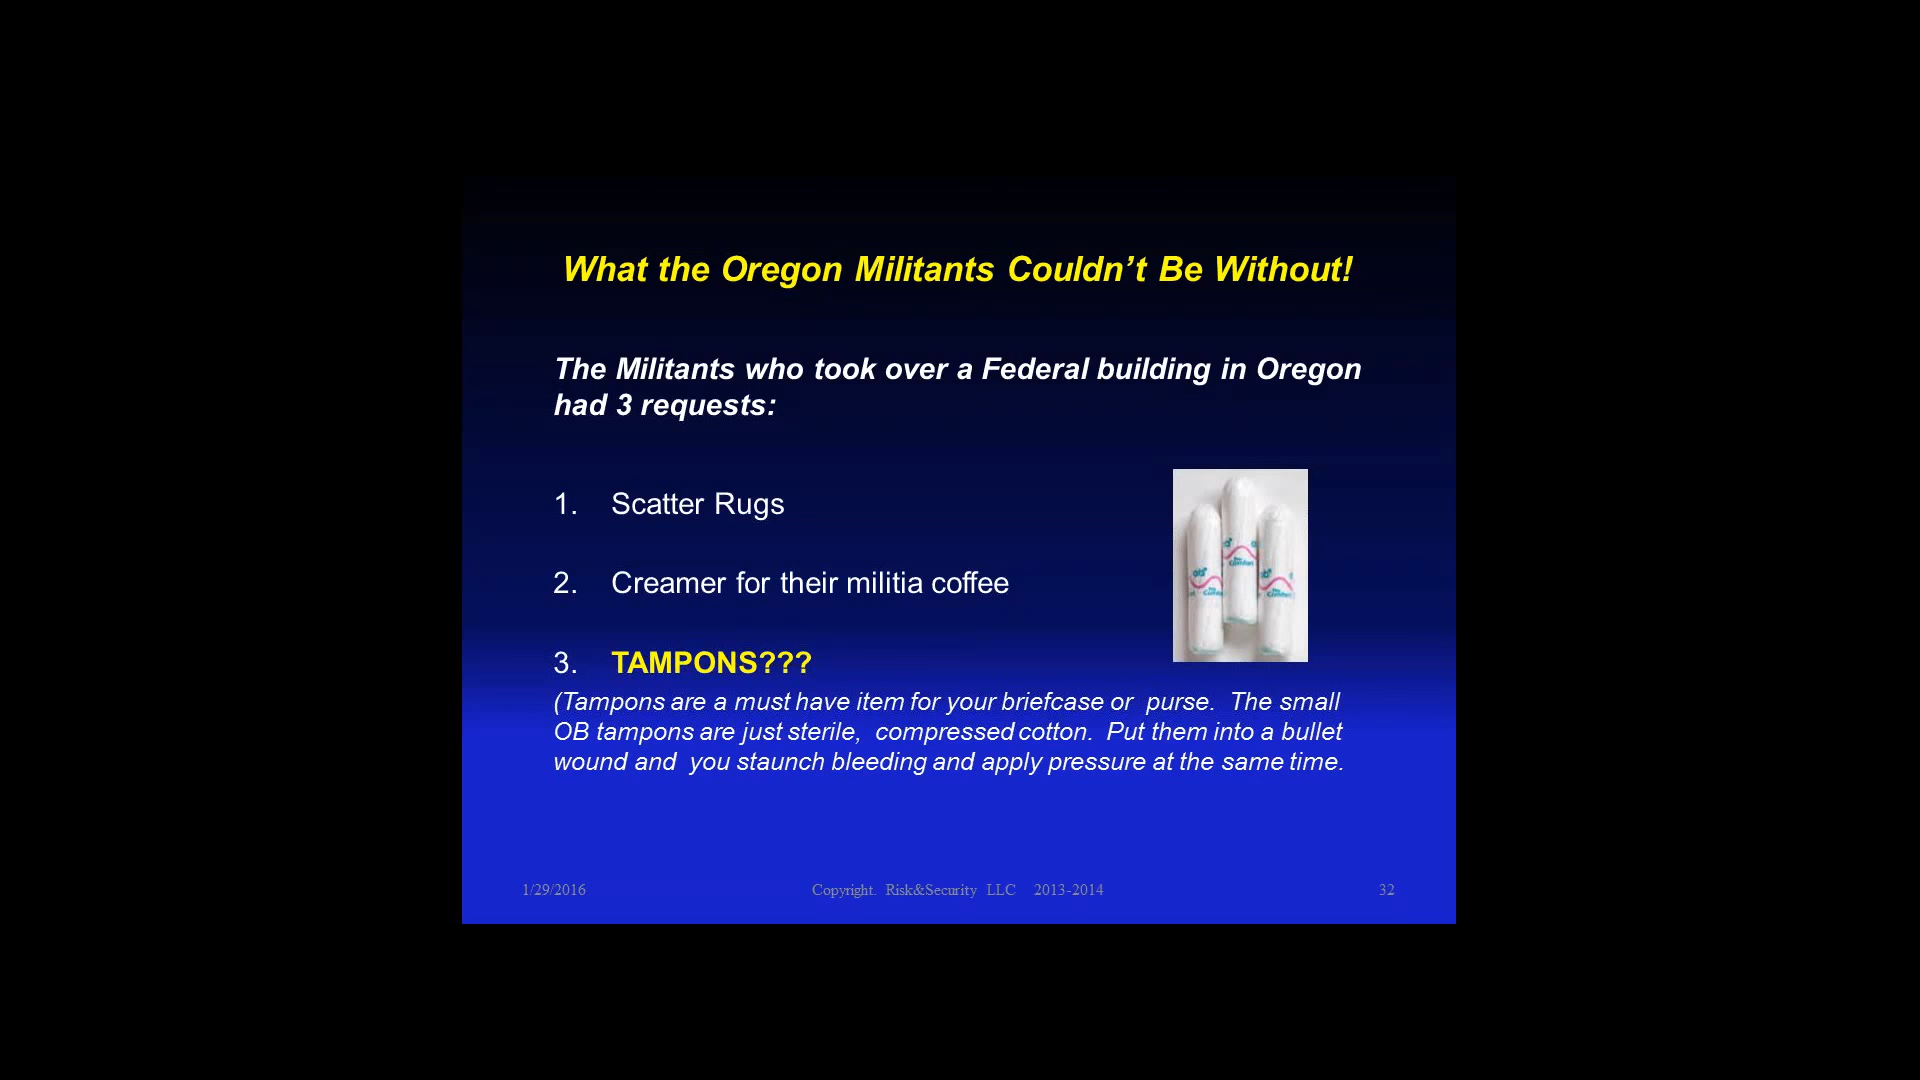 What the Oregon Militants Couldn’t Be Without!
The Militants who took over a Federal building in Oregon
had 3 requests:
1. Scatter Rugs
2. Creamer for their militia coffee
3. TAMPONS???
(Tampons are a must have item for your briefcase or purse. The small
OB tampons are just sterile, compressed cotton. Put them into a bullet
wound and you staunch bleeding and apply pressure at the same time.
1/29/2016
Copyright. Risk&Security LLC 2013-2014
32